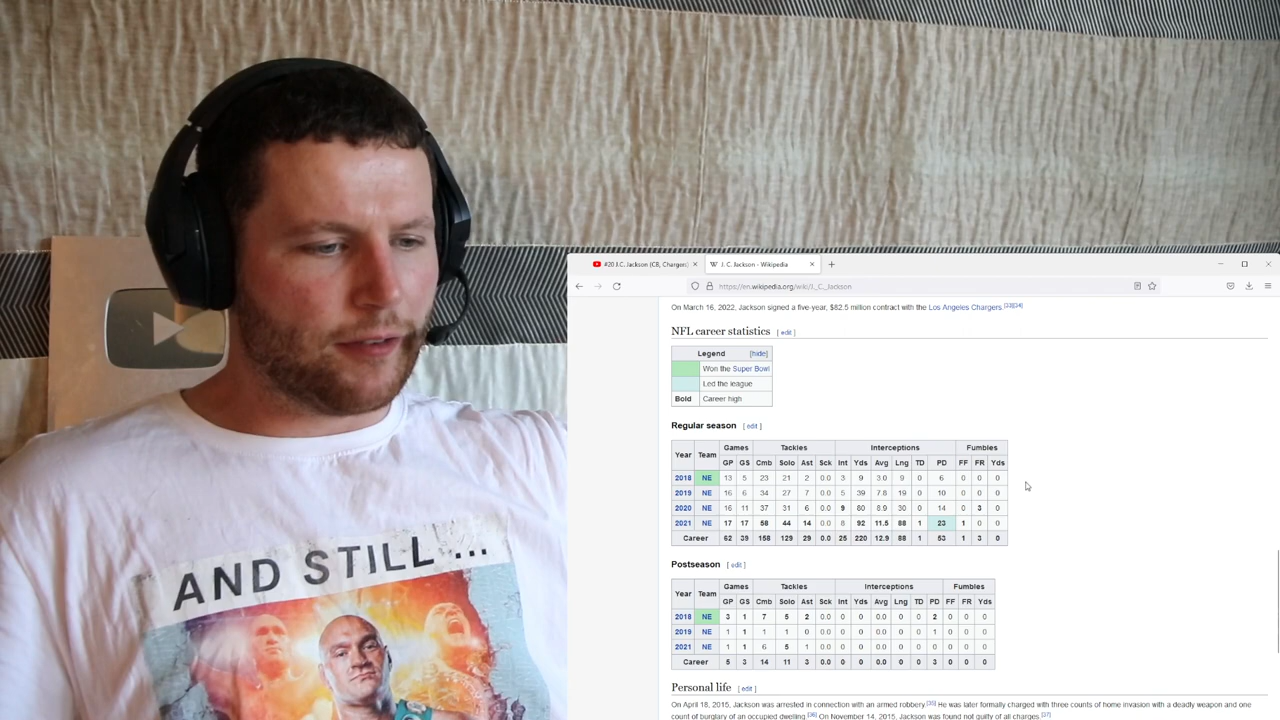 #20 J.C. Jackson (CB, Chargers)
J. C. Jackson - Wikipedia
https://en.wikipedia.org/wiki/J._C._Jackson
On March 16, 2022, Jackson signed a five-year, $82.5 million contract with the Los Angeles Chargers.[33][34]
NFL career statistics [ edit ]
Legend [hide]
Won the Super Bowl
Led the league
Bold Career high
Regular season [ edit ]
Games Tackles Interceptions Fumbles
Year Team GP GS Cmb Solo Ast Sck Int Yds Avg Lng TD PD FF FR Yds
2018 NE 13 5 23 21 2 0.0 3 9 3.0 9 0 6 0 0 0
2019 NE 16 6 34 27 7 0.0 5 39 7.8 19 0 10 0 0 0
2020 NE 16 11 37 31 6 0.0 9 80 8.9 30 0 14 0 3 0
2021 NE 17 17 58 44 14 0.0 8 92 11.5 88 1 23 1 0 0
Career 62 39 158 129 29 0.0 25 220 12.9 88 1 53 1 3 0
Postseason [ edit ]
Games Tackles Interceptions Fumbles
Year Team GP GS Cmb Solo Ast Sck Int Yds Avg Lng TD PD FF FR Yds
2018 NE 3 1 7 5 2 0.0 0 0 0.0 0 0 2 0 0 0
2019 NE 1 1 1 1 0 0.0 0 0 0.0 0 0 1 0 0 0
2021 NE 1 1 6 5 1 0.0 0 0 0.0 0 0 0 0 0 0
Career 5 3 14 11 3 0.0 0 0 0.0 0 0 3 0 0 0
Personal life [ edit ]
On April 18, 2015, Jackson was arrested in connection with an armed robbery.[35] He was later formally charged with three counts of home invasion with a deadly weapon and one
count of burglary of an occupied dwelling.[36] On November 14, 2015, Jackson was found not guilty of all charges.[37]
AND STILL ...